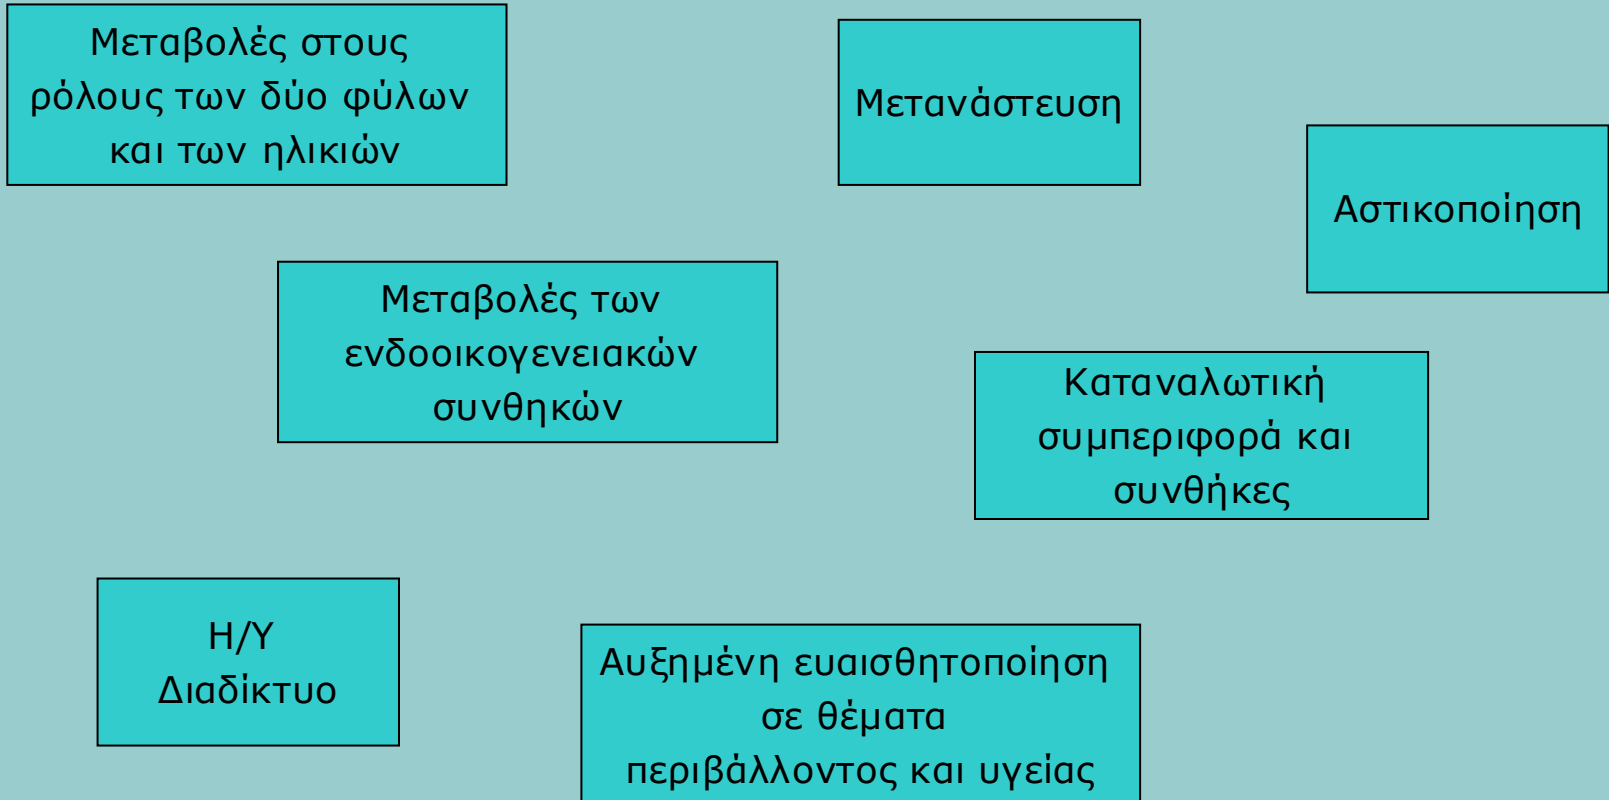 Μεταβολές στους
ρόλους των δύο φύλων
και των ηλικιών
Μετανάστευση
Αστικοποίηση
Μεταβολές των
ενδοοικογενειακών
συνθηκών
Καταναλωτική
συμπεριφορά και
συνθήκες
Η/Υ
Διαδίκτυο
Αυξημένη ευαισθητοποίηση
σε θέματα
περιβάλλοντος και υγείας